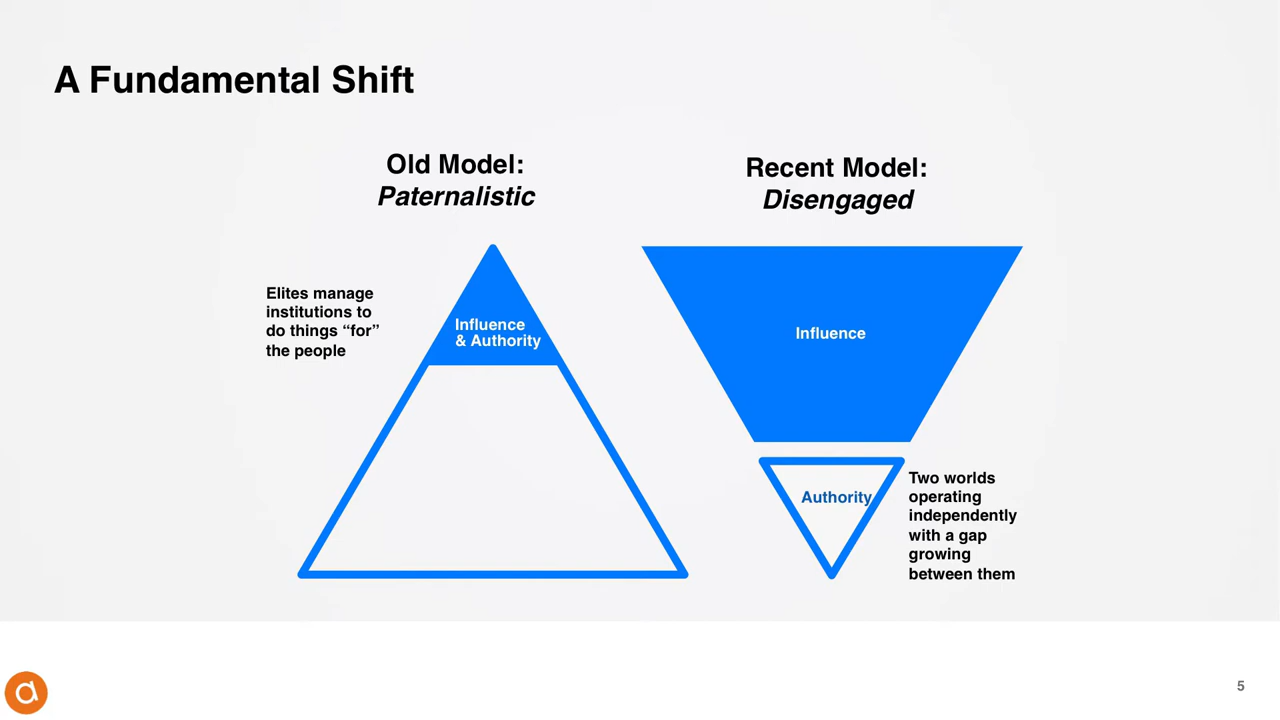 A Fundamental Shift
Old Model:
Paternalistic
Recent Model:
Disengaged
Elites manage
institutions to
do things “for”
the people
Influence
& Authority
Influence
Authority
Two worlds
operating
independently
with a gap
growing
between them
a
5